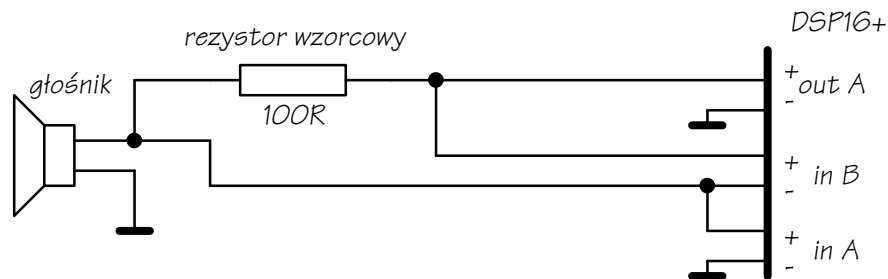 DSP16+
rezystor wzorcowy
głośnik
100R
+
out A
-
+
in B
-
+
in A
-